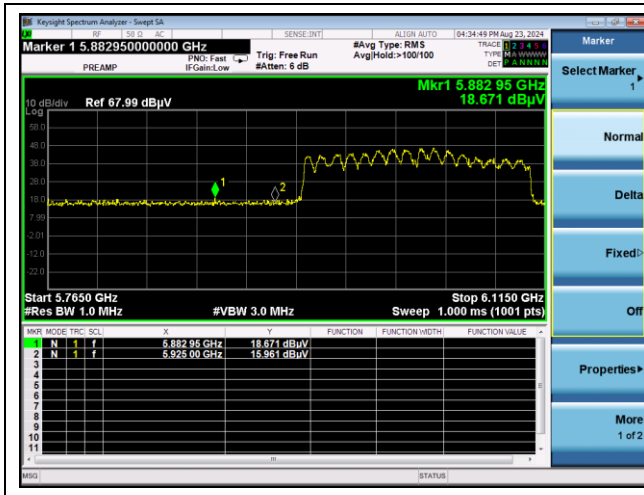 Keysight Spectrum Analyzer - Swept SA
RF 50 Ω AC SENSE:INT ALIGN AUTO 04:34:49 PM Aug 23, 2024
Marker 1 5.882950000000 GHz
PREAMP
PNO: Fast
IFGain:Low
Trig: Free Run
#Atten: 6 dB
#Avg Type: RMS
Avg|Hold:>100/100
TRACE 1 2 3 4 5 6
TYPE M A WWWW
DET P A N N N N
Mkr1 5.882 95 GHz
18.671 dBµV
10 dB/div Ref 67.99 dBµV
Log
58.0
48.0
38.0
28.0
18.0
7.99
-2.01
-12.0
-22.0
1
2
Start 5.7650 GHz Stop 6.1150 GHz
#Res BW 1.0 MHz #VBW 3.0 MHz Sweep 1.000 ms (1001 pts)
MKR MODE TRC SCL X Y FUNCTION FUNCTION WIDTH FUNCTION VALUE
1 N 1 f 5.882 95 GHz 18.671 dBµV
2 N 1 f 5.925 00 GHz 15.961 dBµV
3
4
5
6
7
8
9
10
11
MSG STATUS
Marker
Select Marker
1
Normal
Delta
Fixed
Off
Properties
More
1 of 2